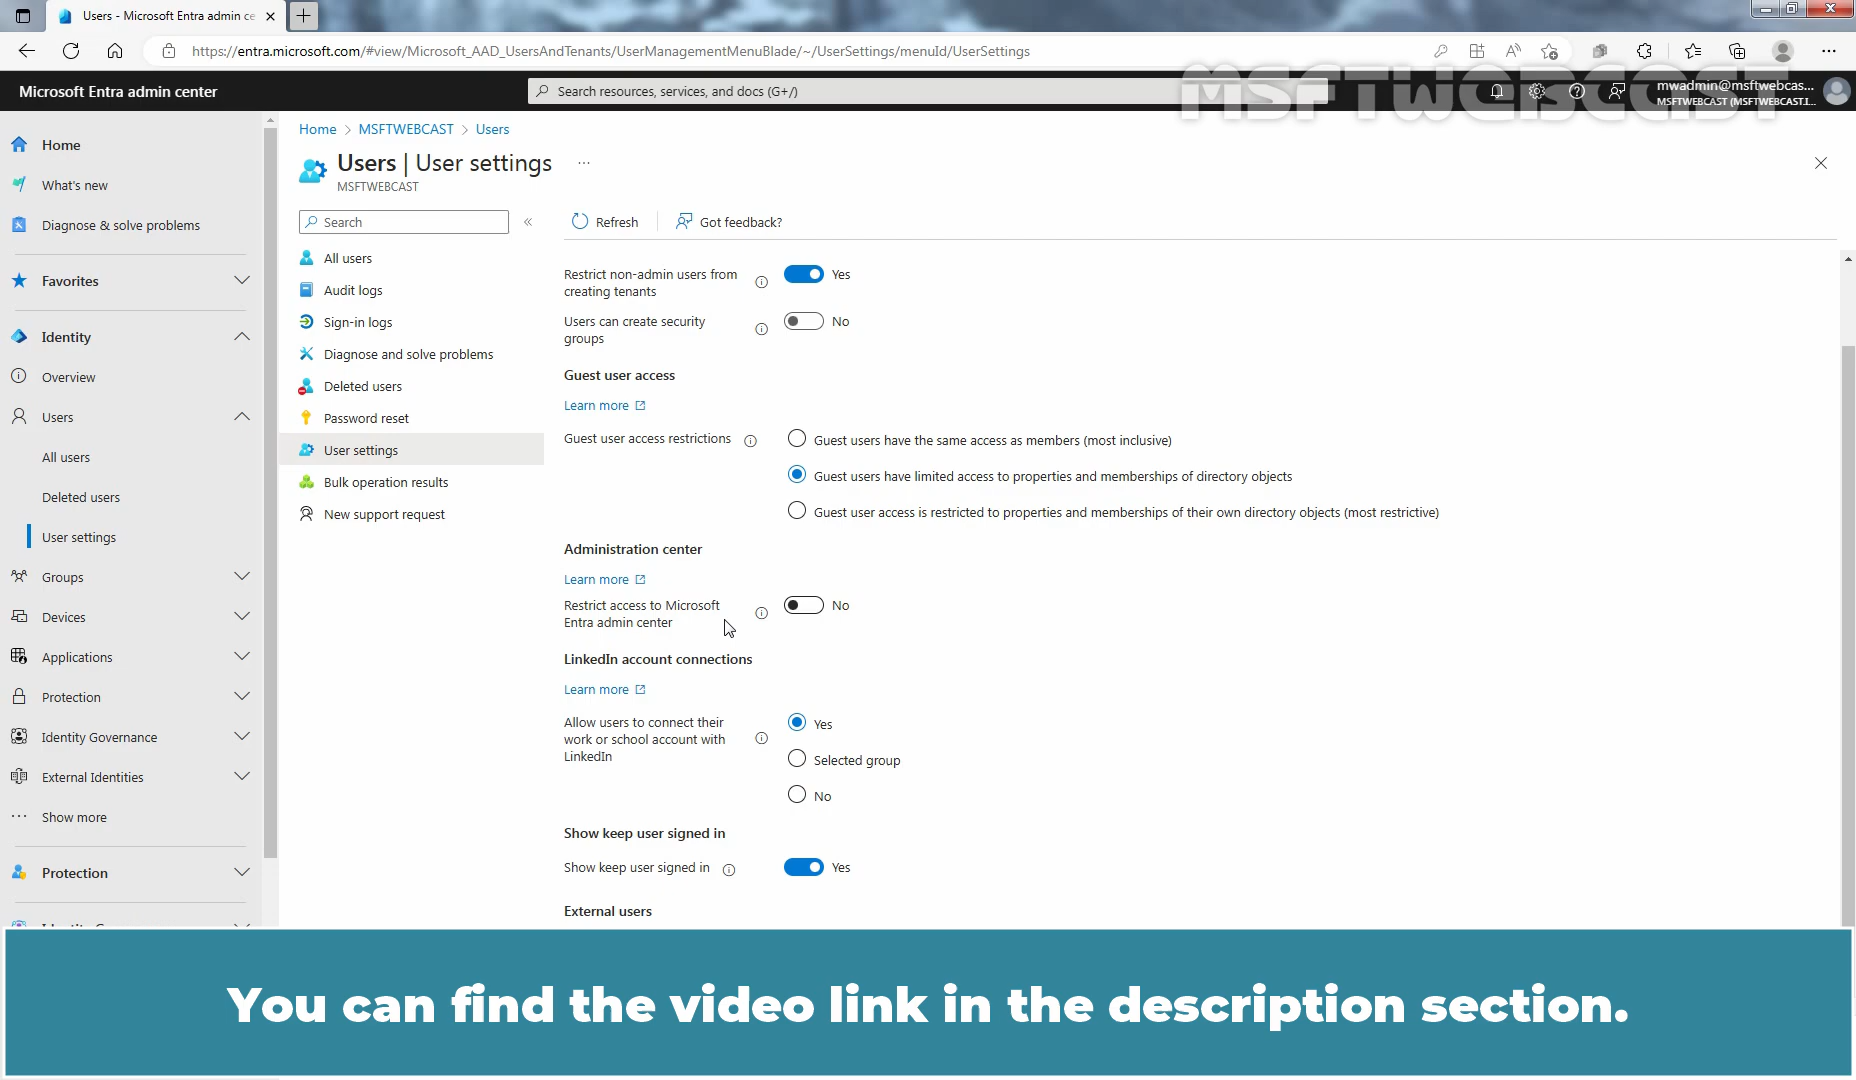 Users - Microsoft Entra admin ce
https://entra.microsoft.com/#view/Microsoft_AAD_UsersAndTenants/UserManagementMenuBlade/~/UserSettings/menuId/UserSettings
Microsoft Entra admin center
Search resources, services, and docs (G+/)
MSFTWEBCAST
mwadmin@msftwebcas...
MSFTWEBCAST (MSFTWEBCAST.I...
Home
What's new
Diagnose & solve problems
Favorites
Identity
Overview
Users
All users
Deleted users
User settings
Groups
Devices
Applications
Protection
Identity Governance
External Identities
Show more
Protection
Home > MSFTWEBCAST > Users
Users | User settings
MSFTWEBCAST
Search
All users
Audit logs
Sign-in logs
Diagnose and solve problems
Deleted users
Password reset
User settings
Bulk operation results
New support request
Refresh
Got feedback?
Restrict non-admin users from
creating tenants
Yes
Users can create security
groups
No
Guest user access
Learn more
Guest user access restrictions
Guest users have the same access as members (most inclusive)
Guest users have limited access to properties and memberships of directory objects
Guest user access is restricted to properties and memberships of their own directory objects (most restrictive)
Administration center
Learn more
Restrict access to Microsoft
Entra admin center
No
LinkedIn account connections
Learn more
Allow users to connect their
work or school account with
LinkedIn
Yes
Selected group
No
Show keep user signed in
Show keep user signed in
Yes
External users
You can find the video link in the description section.